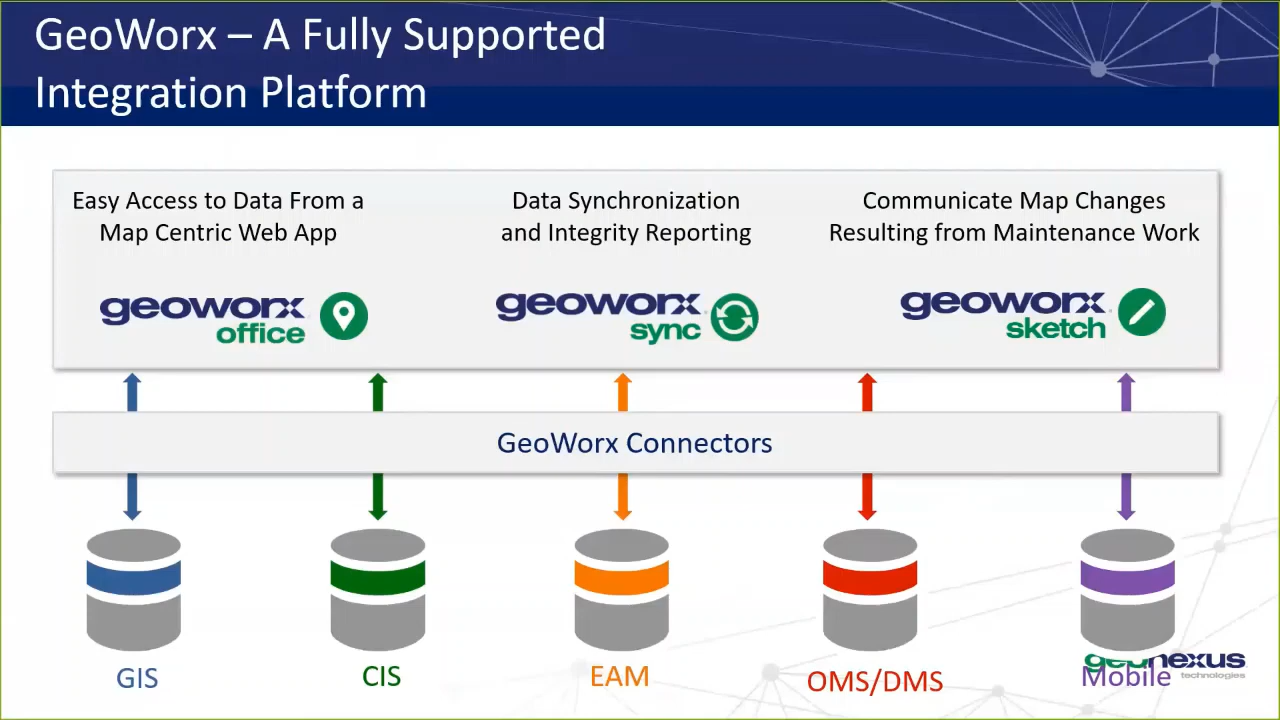 GeoWorx – A Fully Supported
Integration Platform
Easy Access to Data From a
Map Centric Web App
geoworx
office
Data Synchronization
and Integrity Reporting
geoworx
sync
Communicate Map Changes
Resulting from Maintenance Work
geoworx
sketch
GeoWorx Connectors
GIS
CIS
EAM
OMS/DMS
Mobile
geonexus
technologies